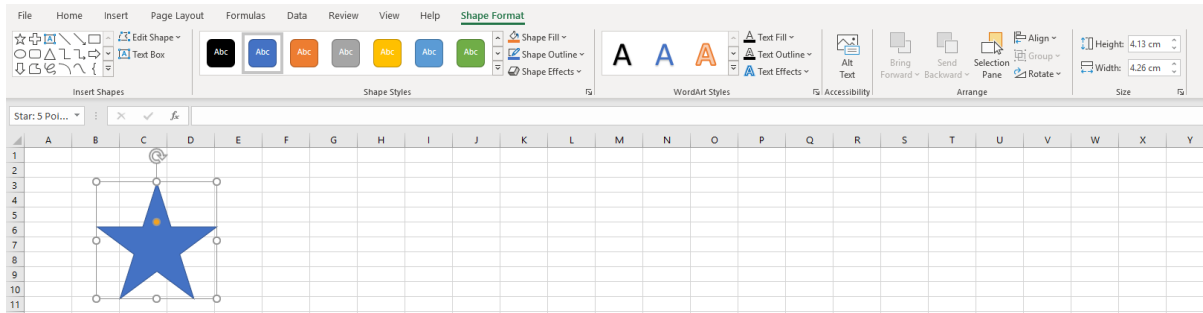 File Home Insert Page Layout Formulas Data Review View Help Shape Format
Edit Shape
Text Box
Insert Shapes
Abc Abc Abc Abc Abc Abc Abc
Shape Fill
Shape Outline
Shape Effects
Shape Styles
A A A
Text Fill
Text Outline
Text Effects
WordArt Styles
Alt
Text
Accessibility
Bring
Forward
Send
Backward
Selection
Pane
Align
Group
Rotate
Arrange
Height: 4.13 cm
Width: 4.26 cm
Size
Star: 5 Poi... fx
A B C D E F G H I J K L M N O P Q R S T U V W X Y
1
2
3
4
5
6
7
8
9
10
11